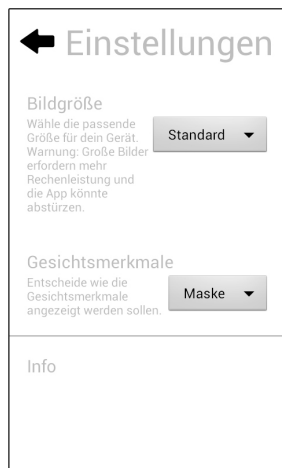 Einstellungen
Bildgröße
Wähle die passende
Größe für dein Gerät.
Warnung: Große Bilder
erfordern mehr
Rechenleistung und
die App könnte
abstürzen.
Standard
Gesichtsmerkmale
Entscheide wie die
Gesichtsmerkmale
angezeigt werden sollen.
Maske
Info